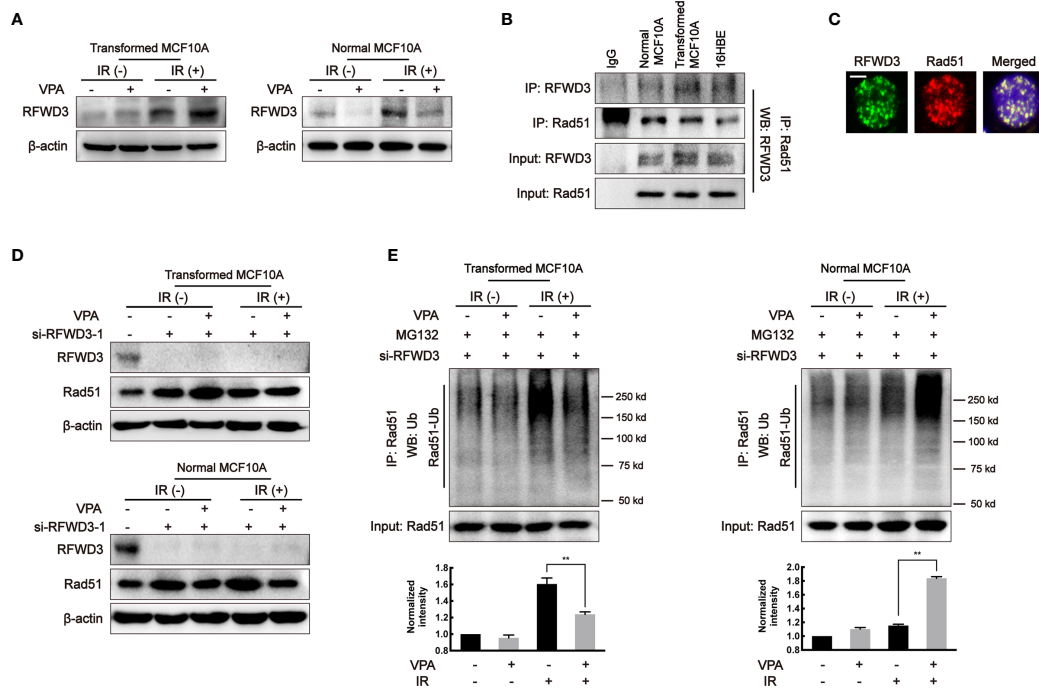 A
Transformed MCF10A
IR (-) IR (+)
VPA - + - +
RFWD3
β-actin
Normal MCF10A
IR (-) IR (+)
VPA - + - +
RFWD3
β-actin
B
IgG
Normal MCF10A
Transformed MCF10A
16HBE
IP: RFWD3
IP: Rad51
Input: RFWD3
Input: Rad51
IP: Rad51
WB: RFWD3
C
RFWD3 Rad51 Merged
D
Transformed MCF10A
IR (-) IR (+)
VPA - - + - +
si-RFWD3-1 - + + + +
RFWD3
Rad51
β-actin
Normal MCF10A
IR (-) IR (+)
VPA - - + - +
si-RFWD3-1 - + + + +
RFWD3
Rad51
β-actin
E
Transformed MCF10A
IR (-) IR (+)
VPA - + - +
MG132 + + + +
si-RFWD3 + + + +
IP: Rad51
WB: Ub
Rad51-Ub
250 kd
150 kd
100 kd
75 kd
50 kd
Input: Rad51
Normalized intensity
1.8
1.6
1.4
1.2
1.0
0.8
**
VPA - + - +
IR - - + +
Normal MCF10A
IR (-) IR (+)
VPA - + - +
MG132 + + + +
si-RFWD3 + + + +
IP: Rad51
WB: Ub
Rad51-Ub
250 kd
150 kd
100 kd
75 kd
50 kd
Input: Rad51
Normalized intensity
2.0
1.8
1.6
1.4
1.2
1.0
0.8
**
VPA - + - +
IR - - + +